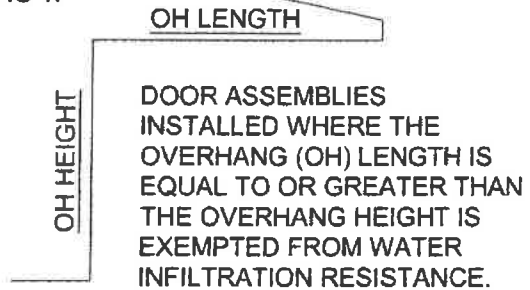 OH LENGTH
OH HEIGHT
DOOR ASSEMBLIES
INSTALLED WHERE THE
OVERHANG (OH) LENGTH IS
EQUAL TO OR GREATER THAN
THE OVERHANG HEIGHT IS
EXEMPTED FROM WATER
INFILTRATION RESISTANCE.